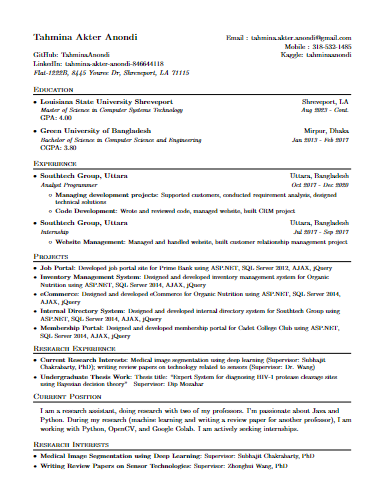 Tahmina Akter Anondi
Email : tahmina.akter.anondi@gmail.com
Mobile : 318-532-1485
GitHub: TahminaAnondi
Kaggle: tahminaanondi
LinkedIn: tahmina-akter-anondi-846644118
Flat-1222B, 8445 Youree Dr, Shreveport, LA 71115
Education
• Louisiana State University Shreveport Shreveport, LA
Master of Science in Computer Systems Technology Aug 2023 - Cont.
GPA: 4.00
• Green University of Bangladesh Mirpur, Dhaka
Bachelor of Science in Computer Science and Engineering Jan 2013 - Feb 2017
CGPA: 3.80
Experience
• Southtech Group, Uttara Uttara, Bangladesh
Analyst Programmer Oct 2017 - Dec 2020
○ Managing development projects: Supported customers, conducted requirement analysis, designed
technical solutions
○ Code Development: Wrote and reviewed code, managed website, built CRM project
• Southtech Group, Uttara Uttara, Bangladesh
Internship Jul 2017 - Sep 2017
○ Website Management: Managed and handled website, built customer relationship management project
Projects
• Job Portal: Developed job portal site for Prime Bank using ASP.NET, SQL Server 2012, AJAX, jQuery
• Inventory Management System: Designed and developed inventory management system for Organic
Nutrition using ASP.NET, SQL Server 2014, AJAX, jQuery
• eCommerce: Designed and developed eCommerce for Organic Nutrition using ASP.NET, SQL Server 2014,
AJAX, jQuery
• Internal Directory System: Designed and developed internal directory system for Southtech Group using
ASP.NET, SQL Server 2014, AJAX, jQuery
• Membership Portal: Designed and developed membership portal for Cadet College Club using ASP.NET,
SQL Server 2014, AJAX, jQuery
Research Experience
• Current Research Interests: Medical image segmentation using deep learning (Supervisor: Subhajit
Chakrabarty, PhD); writing review papers on technology related to sensors (Supervisor: Dr. Wang)
• Undergraduate Thesis Work: Thesis title: "Expert System for diagnosing HIV-1 protease cleavage sites
using Bayesian decision theory" Supervisor: Dip Mozahar
Current Position
I am a research assistant, doing research with two of my professors. I'm passionate about Java and
Python. During my research (machine learning and writing a review paper for another professor), I am
working with Python, OpenCV, and Google Colab. I am actively seeking internships.
Research Interests
• Medical Image Segmentation using Deep Learning: Supervisor: Subhajit Chakrabarty, PhD
• Writing Review Papers on Sensor Technologies: Supervisor: Zhonghui Wang, PhD